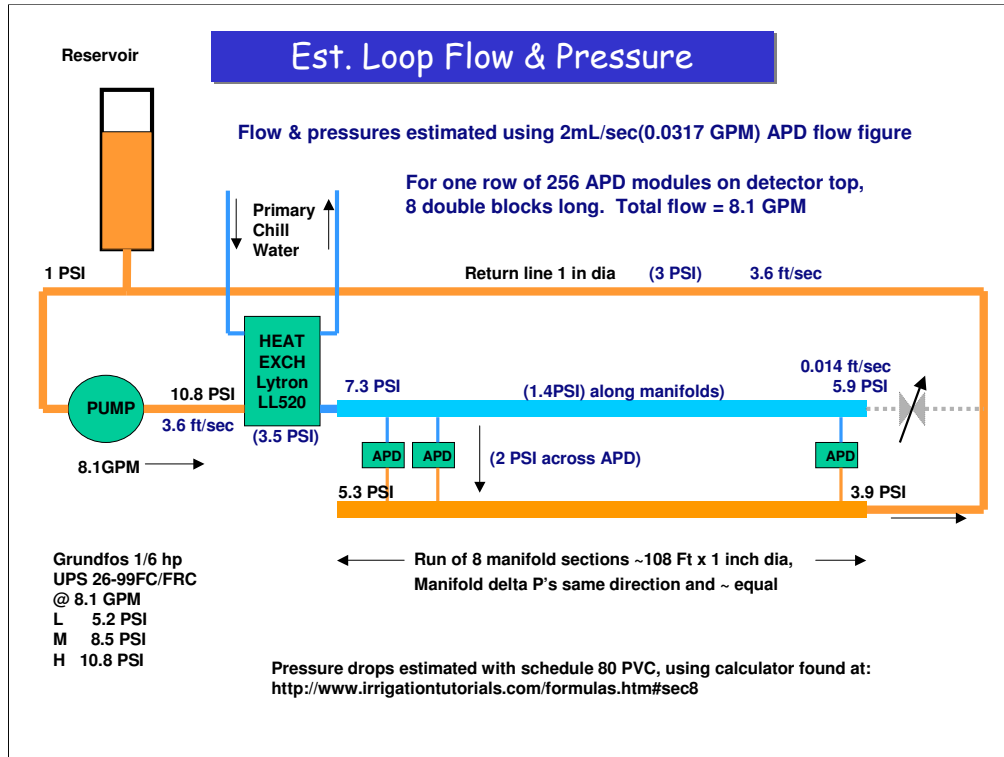 Est. Loop Flow & Pressure
Reservoir
Flow & pressures estimated using 2mL/sec(0.0317 GPM) APD flow figure
For one row of 256 APD modules on detector top,
8 double blocks long.  Total flow = 8.1 GPM
Primary
Chill
Water
1 PSI
Return line 1 in dia
(3 PSI)
3.6 ft/sec
HEAT
EXCH
Lytron
LL520
PUMP
10.8 PSI
3.6 ft/sec
(3.5 PSI)
8.1GPM
7.3 PSI
(1.4PSI) along manifolds)
0.014 ft/sec
5.9 PSI
APD
APD
(2 PSI across APD)
APD
5.3 PSI
3.9 PSI
Run of 8 manifold sections ~108 Ft x 1 inch dia,
Manifold delta P's same direction and ~ equal
Grundfos 1/6 hp
UPS 26-99FC/FRC
@ 8.1 GPM
L 5.2 PSI
M 8.5 PSI
H 10.8 PSI
Pressure drops estimated with schedule 80 PVC, using calculator found at:
http://www.irrigationtutorials.com/formulas.htm#sec8